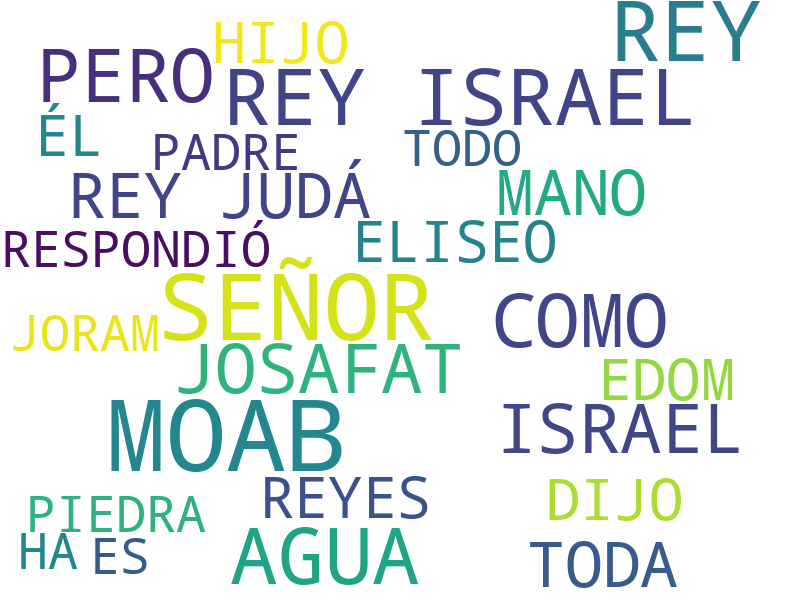 REY
HIJO
PERO
REY ISRAEL
ÉL
PADRE
TODO
REY JUDÁ
MANO
RESPONDIÓ
ELISEO
SEÑOR
COMO
JORAM
JOSAFAT
EDOM
MOAB
ISRAEL
REYES
DIJO
PIEDRA
AGUA
HA
ES
TODA